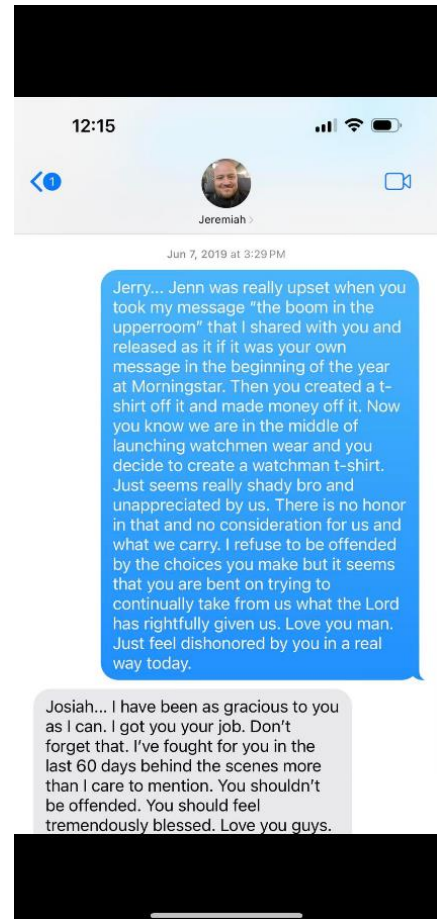 12:15
1
Jeremiah
Jun 7, 2019 at 3:29 PM
Jerry... Jenn was really upset when you
took my message “the boom in the
upperroom” that I shared with you and
released as it if it was your own
message in the beginning of the year
at Morningstar. Then you created a t-
shirt off it and made money off it. Now
you know we are in the middle of
launching watchmen wear and you
decide to create a watchman t-shirt.
Just seems really shady bro and
unappreciated by us. There is no honor
in that and no consideration for us and
what we carry. I refuse to be offended
by the choices you make but it seems
that you are bent on trying to
continually take from us what the Lord
has rightfully given us. Love you man.
Just feel dishonored by you in a real
way today.
Josiah... I have been as gracious to you
as I can. I got you your job. Don’t
forget that. I’ve fought for you in the
last 60 days behind the scenes more
than I care to mention. You shouldn’t
be offended. You should feel
tremendously blessed. Love you guys.